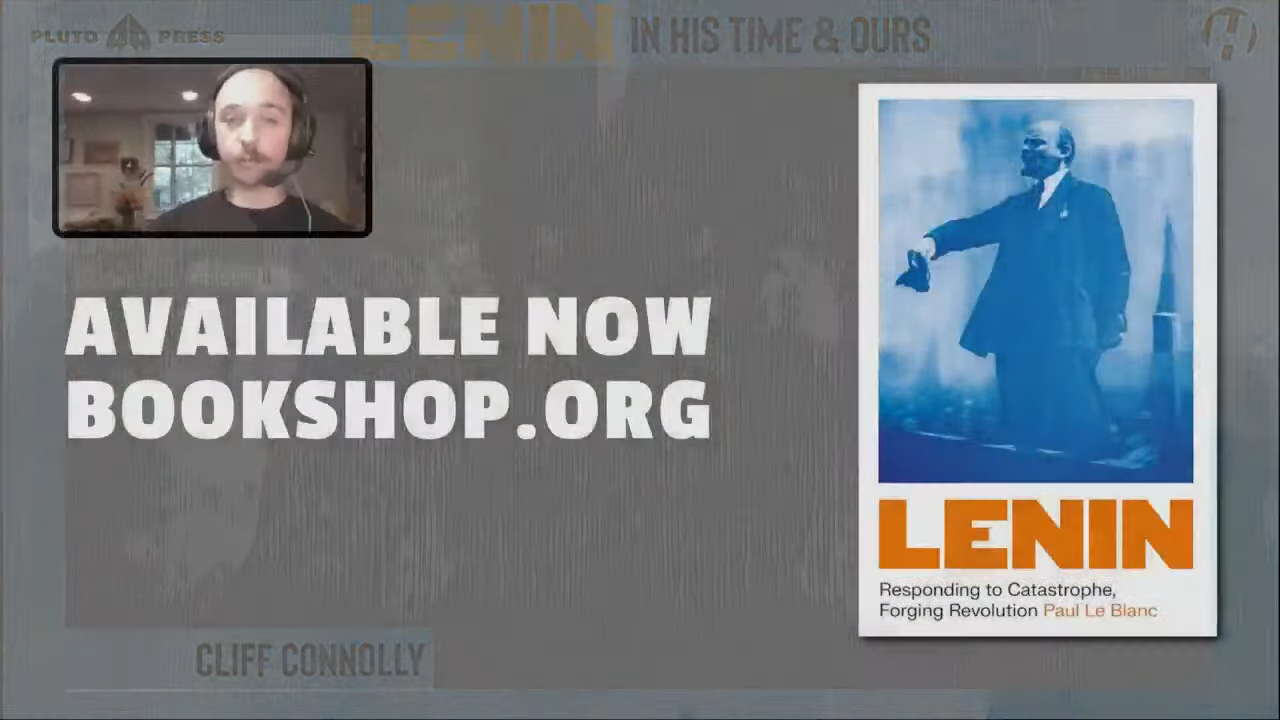 PLUTO PRESS
LENIN IN HIS TIME & OURS
AVAILABLE NOW
BOOKSHOP.ORG
LENIN
Responding to Catastrophe,
Forging Revolution Paul Le Blanc
CLIFF CONNOLLY